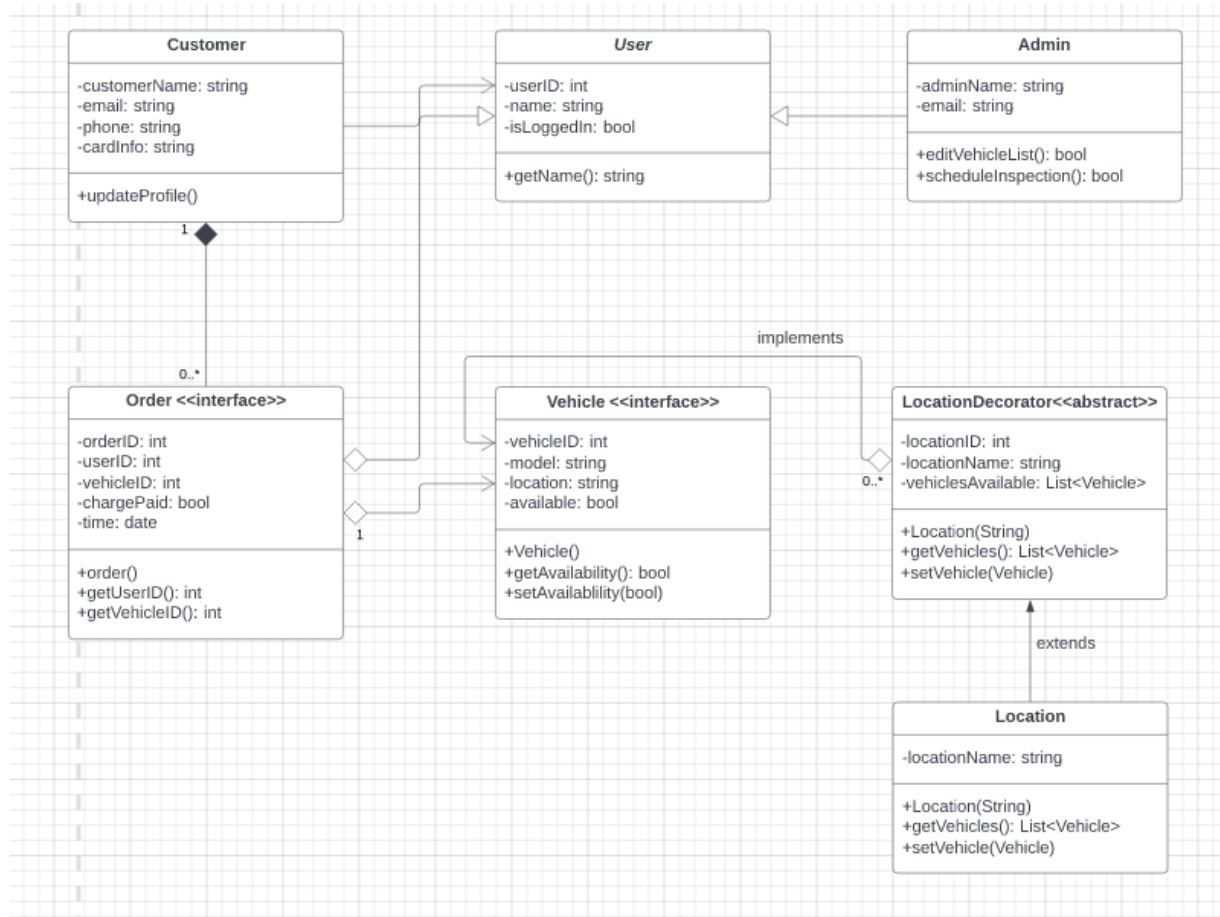 Customer
-customerName: string
-email: string
-phone: string
-cardInfo: string
+updateProfile()
User
-userID: int
-name: string
-isLoggedIn: bool
+getName(): string
Admin
-adminName: string
-email: string
+editVehicleList(): bool
+scheduleInspection(): bool
1
0..*
implements
Order <<interface>>
-orderID: int
-userID: int
-vehicleID: int
-chargePaid: bool
-time: date
+order()
+getUserID(): int
+getVehicleID(): int
1
Vehicle <<interface>>
-vehicleID: int
-model: string
-location: string
-available: bool
+Vehicle()
+getAvailability(): bool
+setAvailablility(bool)
0..*
LocationDecorator<<abstract>>
-locationID: int
-locationName: string
-vehiclesAvailable: List<Vehicle>
+Location(String)
+getVehicles(): List<Vehicle>
+setVehicle(Vehicle)
extends
Location
-locationName: string
+Location(String)
+getVehicles(): List<Vehicle>
+setVehicle(Vehicle)